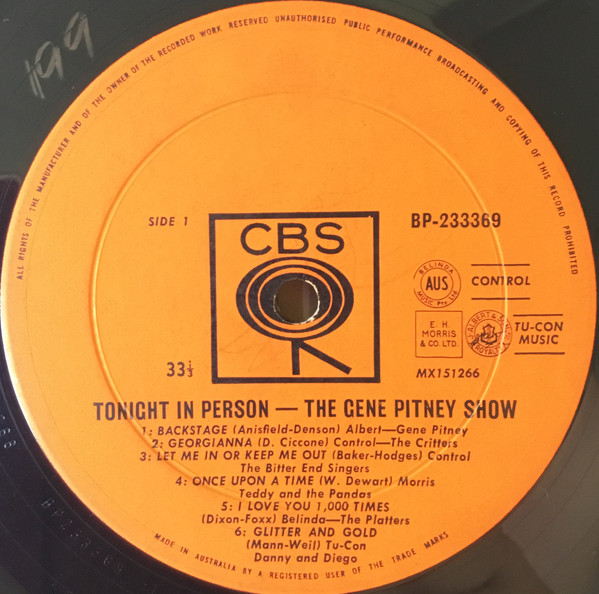 199
ALL RIGHTS OF THE MANUFACTURER AND OF THE OWNER OF THE RECORDED WORK RESERVED UNAUTHORISED PUBLIC PERFORMANCE BROADCASTING AND COPYING OF THIS RECORD PROHIBITED
SIDE 1
BP-233369
CBS
BELINDA
AUS
MUSIC Pty Ltd
CONTROL
E. H.
MORRIS
& CO. LTD.
J. ALBERT & SON
ROYALTY
TU-CON
MUSIC
33⅓
MX151266
TONIGHT IN PERSON — THE GENE PITNEY SHOW
1: BACKSTAGE (Anisfield-Denson) Albert—Gene Pitney
2: GEORGIANNA (D. Ciccone) Control—The Critters
3: LET ME IN OR KEEP ME OUT (Baker-Hodges) Control
The Bitter End Singers
4: ONCE UPON A TIME (W. Dewart) Morris
Teddy and the Pandas
5: I LOVE YOU 1,000 TIMES
(Dixon-Foxx) Belinda—The Platters
6: GLITTER AND GOLD
(Mann-Weil) Tu-Con
Danny and Diego
MADE IN AUSTRALIA BY A REGISTERED USER OF THE TRADE MARKS